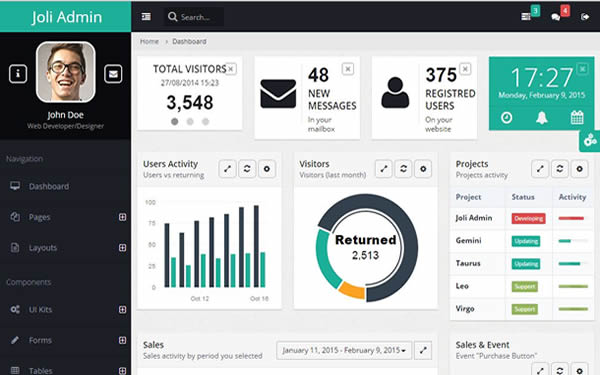 Joli Admin
Search...
3
4
Home > Dashboard
John Doe
Web Developer/Designer
Navigation
Dashboard
Pages
Layouts
Components
UI Kits
Forms
Tables
TOTAL VISITORS
27/08/2014 15:23
3,548
48
NEW
MESSAGES
In your
mailbox
375
REGISTRED
USERS
On your
website
17:27
Monday, February 9, 2015
Users Activity
Users vs returning
100
75
50
25
0
Oct 12
Oct 16
Visitors
Visitors (last month)
Returned
2,513
Projects
Projects activity
Project Status Activity
Joli Admin Developing
Gemini Updating
Taurus Updating
Leo Support
Virgo Support
Sales
Sales activity by period you selected
January 11, 2015 - February 9, 2015
Sales & Event
Event "Purchase Button"